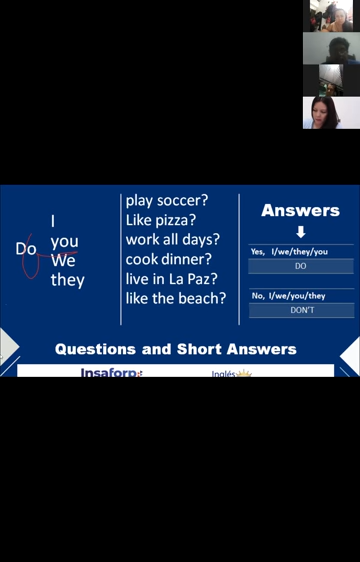 Do
I
you
We
they
play soccer?
Like pizza?
work all days?
cook dinner?
live in La Paz?
like the beach?
Answers
Yes, I/we/they/you
DO
No, I/we/you/they
DON'T
Questions and Short Answers
Insaforp
Inglés